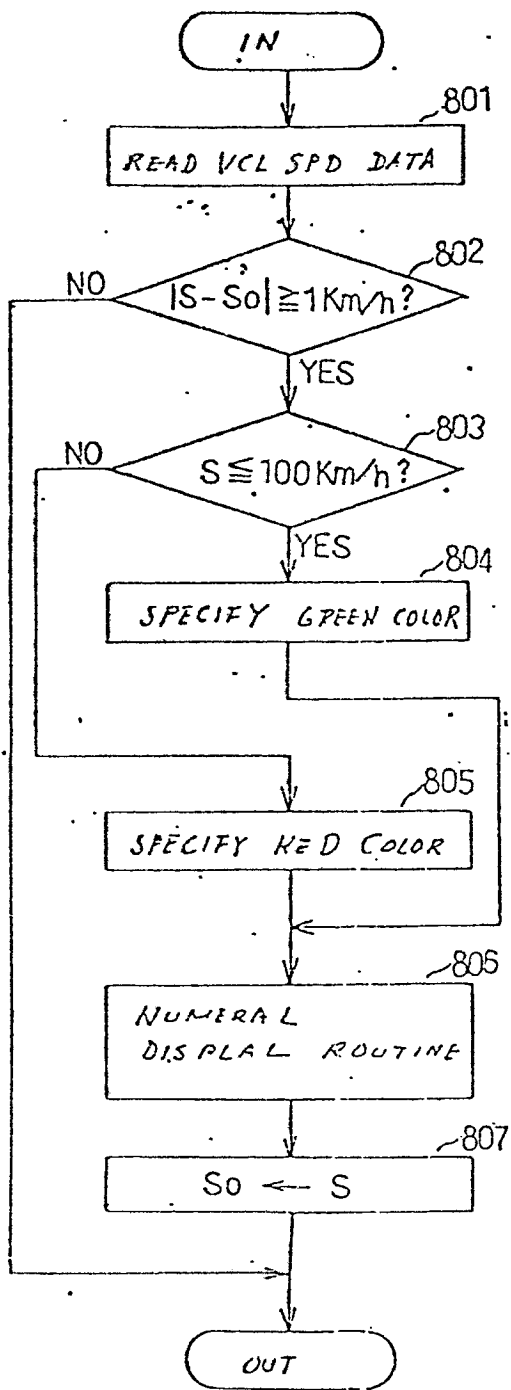 IN
801
READ VCL SPD DATA
802
NO
|S-So|≧1Km/h?
YES
803
NO
S≦100Km/h?
YES
804
SPECIFY GREEN COLOR
805
SPECIFY RED COLOR
806
NUMERAL
DISPLAL ROUTINE
807
So ← S
OUT